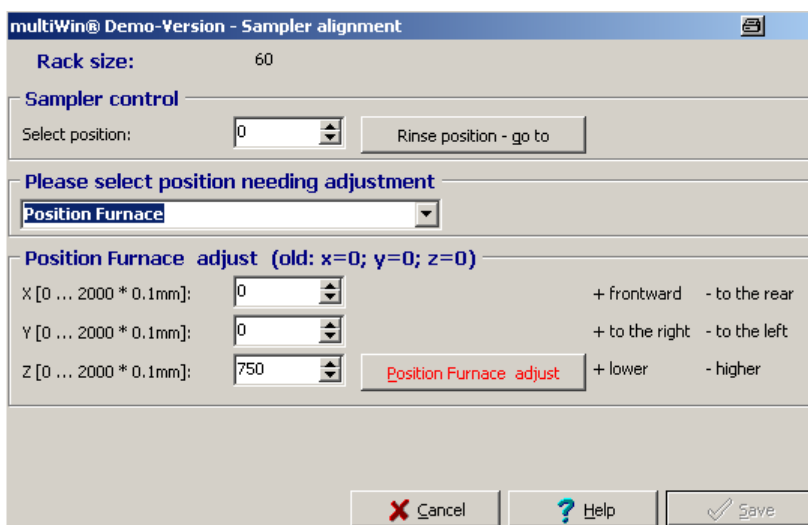 multiWin® Demo-Version - Sampler alignment
Rack size: 60
Sampler control
Select position: 0 Rinse position - go to
Please select position needing adjustment
Position Furnace
Position Furnace adjust (old: x=0; y=0; z=0)
X [0 ... 2000 * 0.1mm]: 0 + frontward - to the rear
Y [0 ... 2000 * 0.1mm]: 0 + to the right - to the left
Z [0 ... 2000 * 0.1mm]: 750 Position Furnace adjust + lower - higher
Cancel ? Help Save